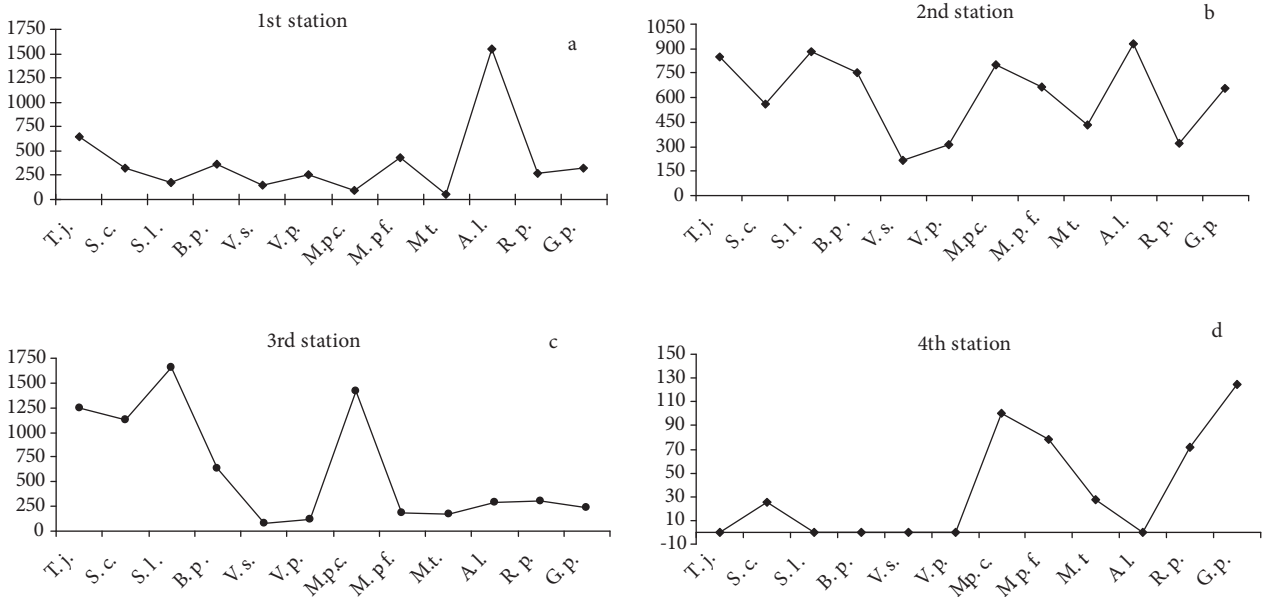 1st station
a
1750
1500
1250
1000
750
500
250
0
T. j.
S. c.
S. l.
B. p.
V. s.
V. p.
M.p.c.
M. p f.
M t.
A. l.
R. p.
G. p.
2nd station
b
1050
900
750
600
450
300
150
0
T. j.
S. c.
S. l.
B. p .
V. s.
V. p.
M.p.c.
M. p. f.
M t.
A. l.
R. p.
G. p.
3rd station
c
1750
1500
1250
1000
750
500
250
0
T. j.
S. c.
S. l.
B. p.
V. s.
V. p.
M.p.c.
M. p f.
M. t.
A. l.
R p.
G. p.
4th station
d
150
130
110
90
70
50
30
10
-10
T. j.
S. c.
S. l.
B. p.
V. s.
V. p.
Mp. c.
M p. f.
M. t
A. l.
R. p.
G. p.